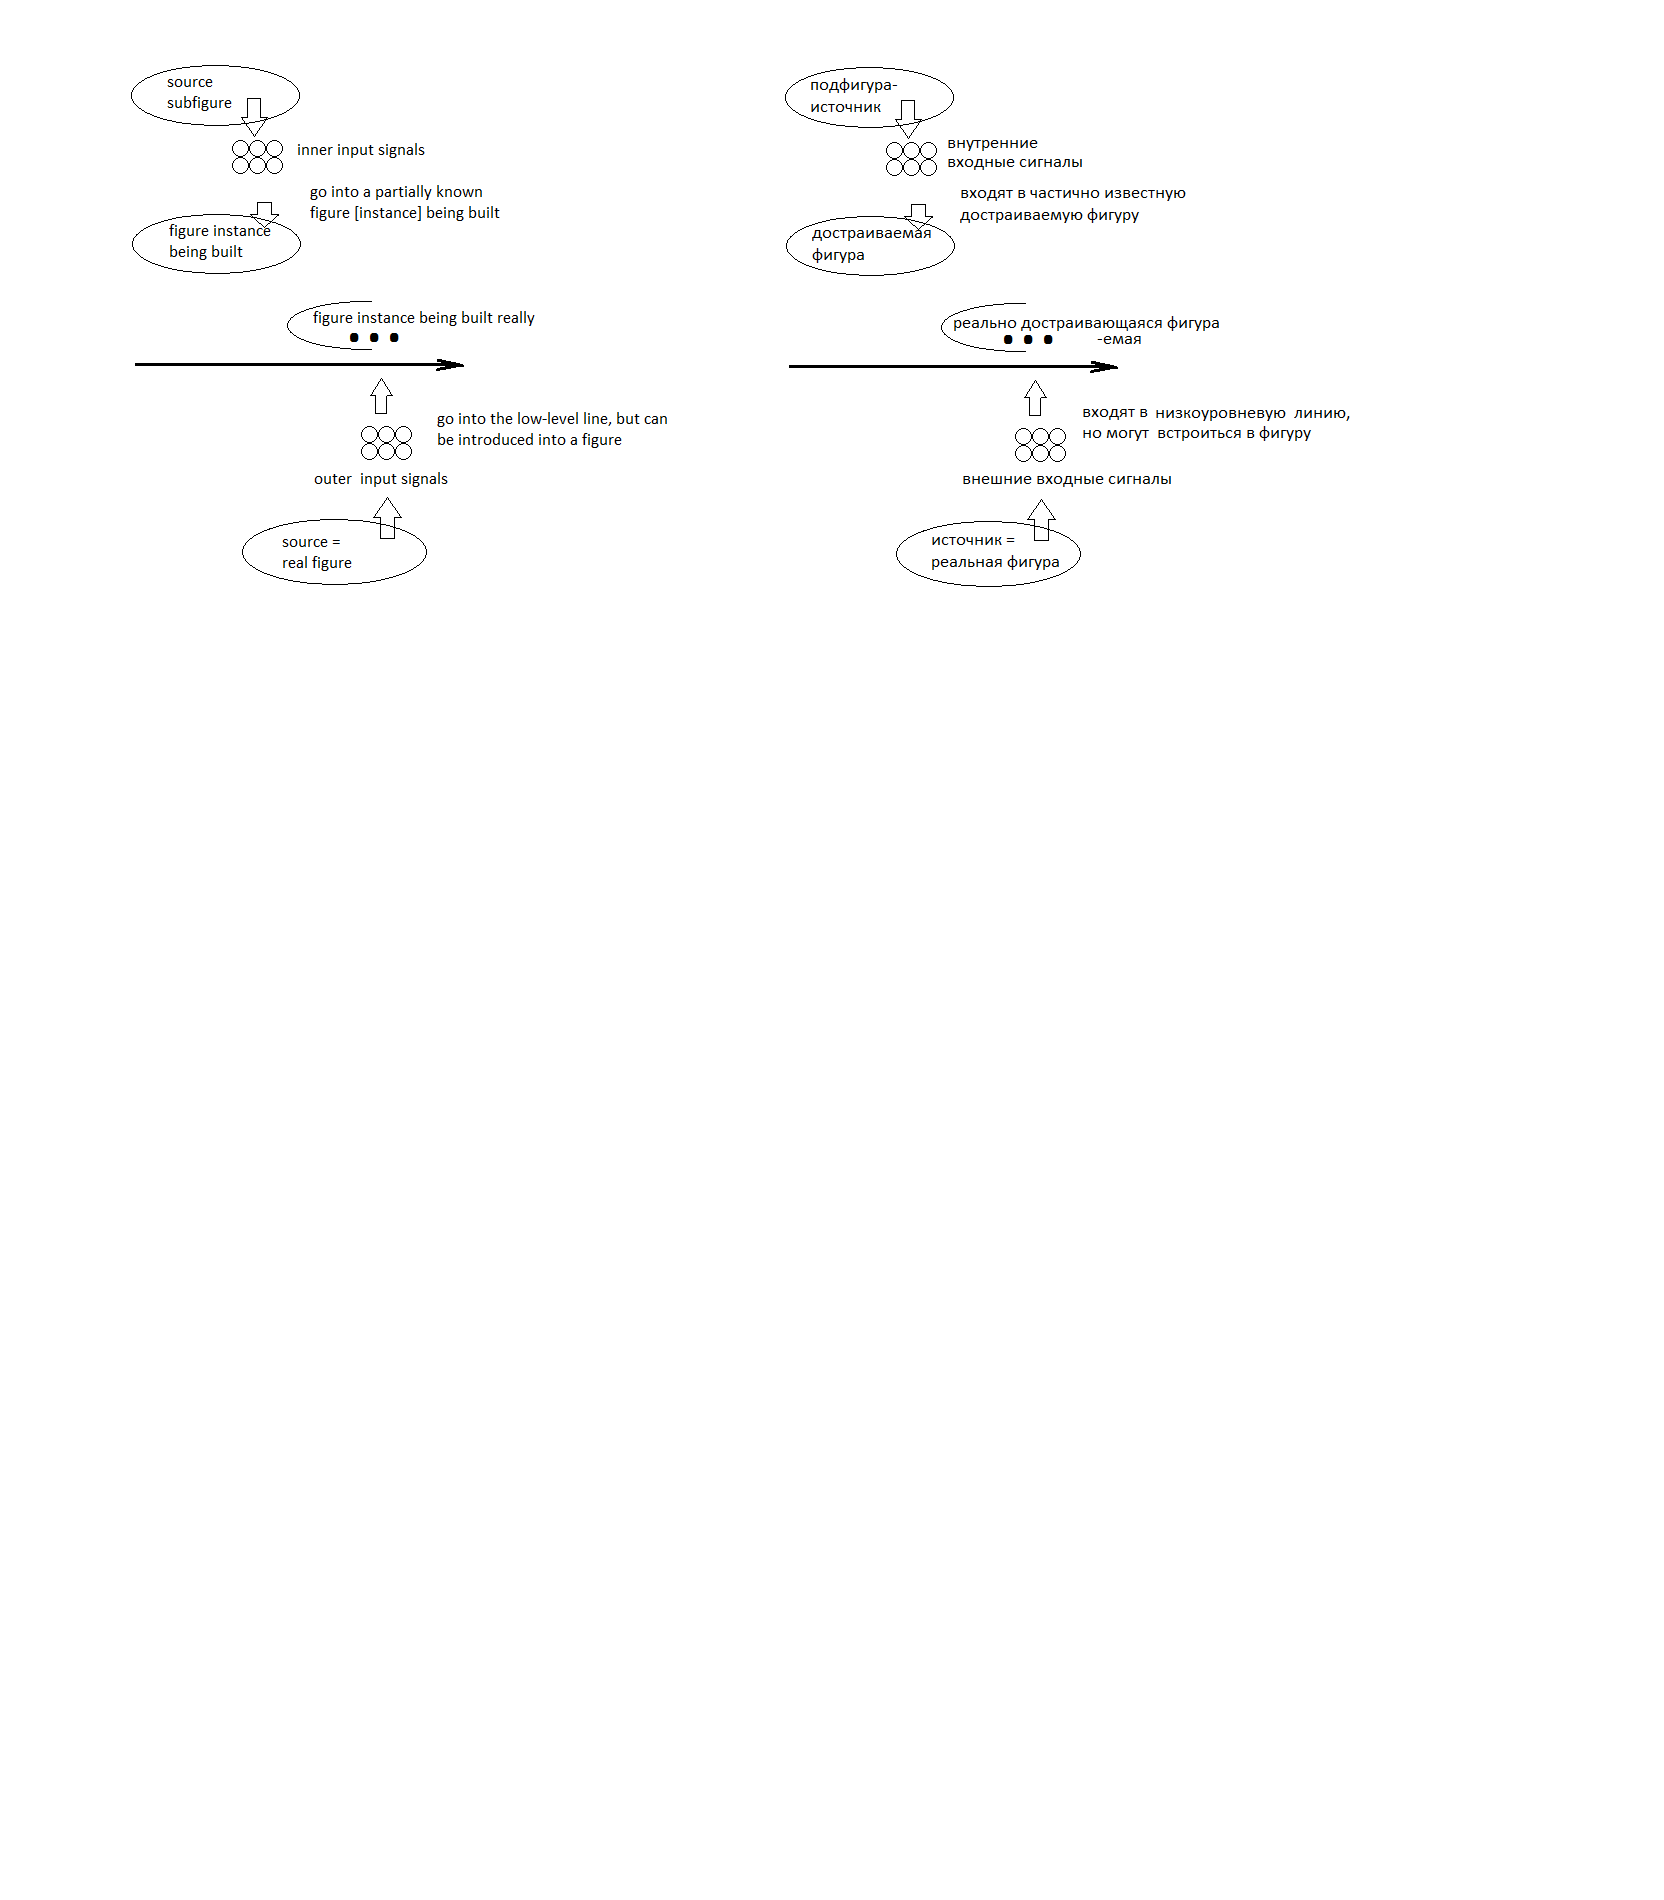 source
subfigure
inner input signals
go into a partially known
figure [instance] being built
figure instance
being built
figure instance being built really
go into the low-level line, but can
be introduced into a figure
outer  input signals
source =
real figure
подфигура-
источник
внутренние
входные сигналы
входят в частично известную
достраиваемую фигуру
достраиваемая
фигура
реально достраивающаяся фигура
-емая
входят в  низкоуровневую  линию,
но могут  встроиться в фигуру
внешние входные сигналы
источник =
реальная фигура